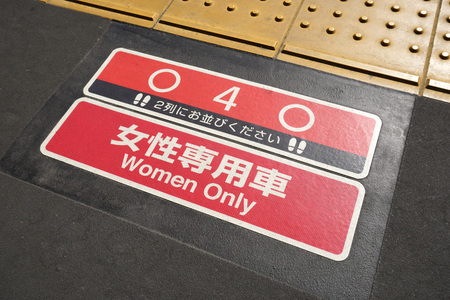 ○ 4 ○
2列にお並びください
女性専用車
Women Only